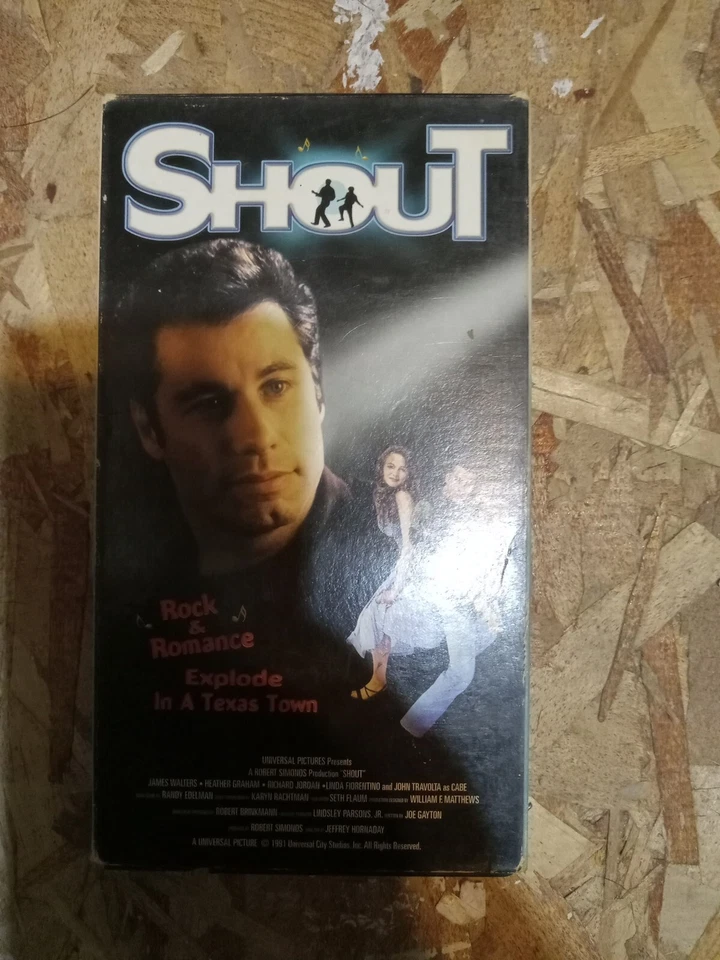 SHOUT
Rock
&
Romance
Explode
In A Texas Town
UNIVERSAL PICTURES Presents
A ROBERT SIMONDS Production "SHOUT"
JAMES WALTERS • HEATHER GRAHAM • RICHARD JORDAN • LINDA FIORENTINO and JOHN TRAVOLTA as CABE
RANDY EDELMAN KARYN RACHTMAN SETH FLAUM WILLIAM F. MATTHEWS
ROBERT BRINKMANN LINDSLEY PARSONS, JR. JOE GAYTON
ROBERT SIMONDS JEFFREY HORNADAY
A UNIVERSAL PICTURE © 1991 Universal City Studios, Inc. All Rights Reserved.